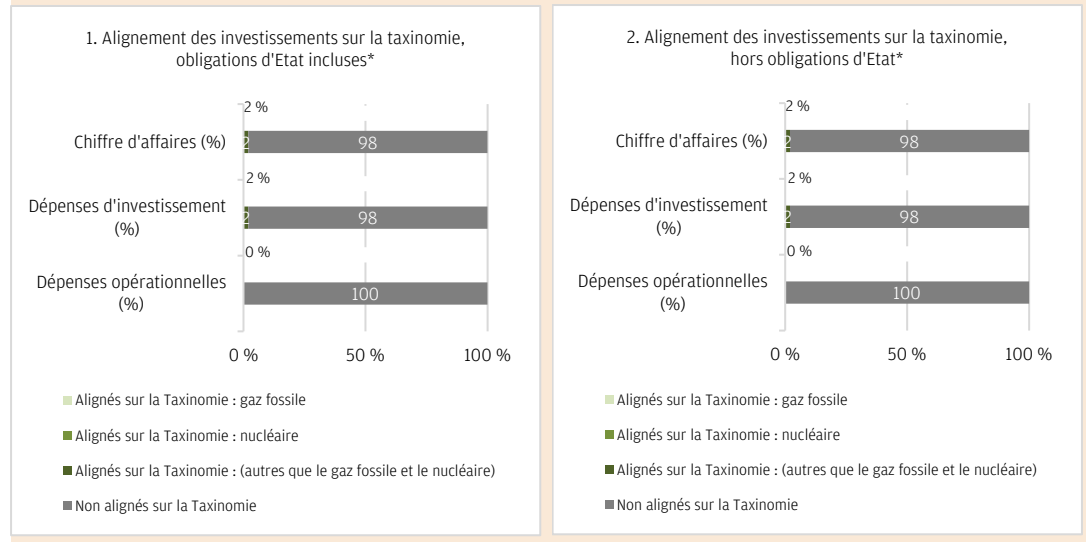 1. Alignement des investissements sur la taxinomie,
obligations d'Etat incluses*
2 %
Chiffre d'affaires (%)
2
98
2 %
Dépenses d'investissement
(%)
2
98
0 %
Dépenses opérationnelles
(%)
100
0 %
50 %
100 %
Alignés sur la Taxinomie : gaz fossile
Alignés sur la Taxinomie : nucléaire
Alignés sur la Taxinomie : (autres que le gaz fossile et le nucléaire)
Non alignés sur la Taxinomie
2. Alignement des investissements sur la taxinomie,
hors obligations d'Etat*
2 %
Chiffre d'affaires (%)
2
98
2 %
Dépenses d'investissement
(%)
2
98
0 %
Dépenses opérationnelles
(%)
100
0 %
50 %
100 %
Alignés sur la Taxinomie : gaz fossile
Alignés sur la Taxinomie : nucléaire
Alignés sur la Taxinomie : (autres que le gaz fossile et le nucléaire)
Non alignés sur la Taxinomie